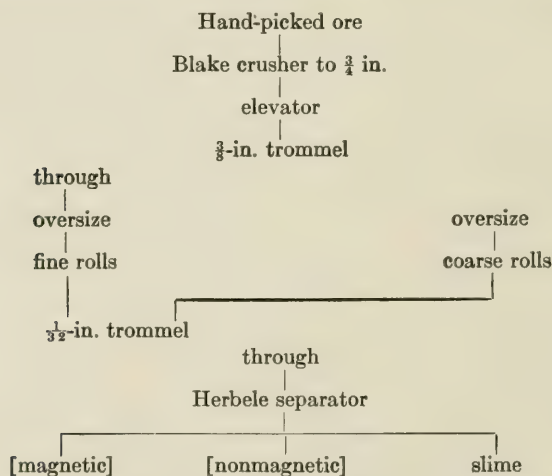 Hand-picked ore
Blake crusher to 3/4 in.
elevator
3/8-in. trommel
through
oversize
oversize
fine rolls
coarse rolls
1/32-in. trommel
through
Herbele separator
[magnetic]
[nonmagnetic]
slime